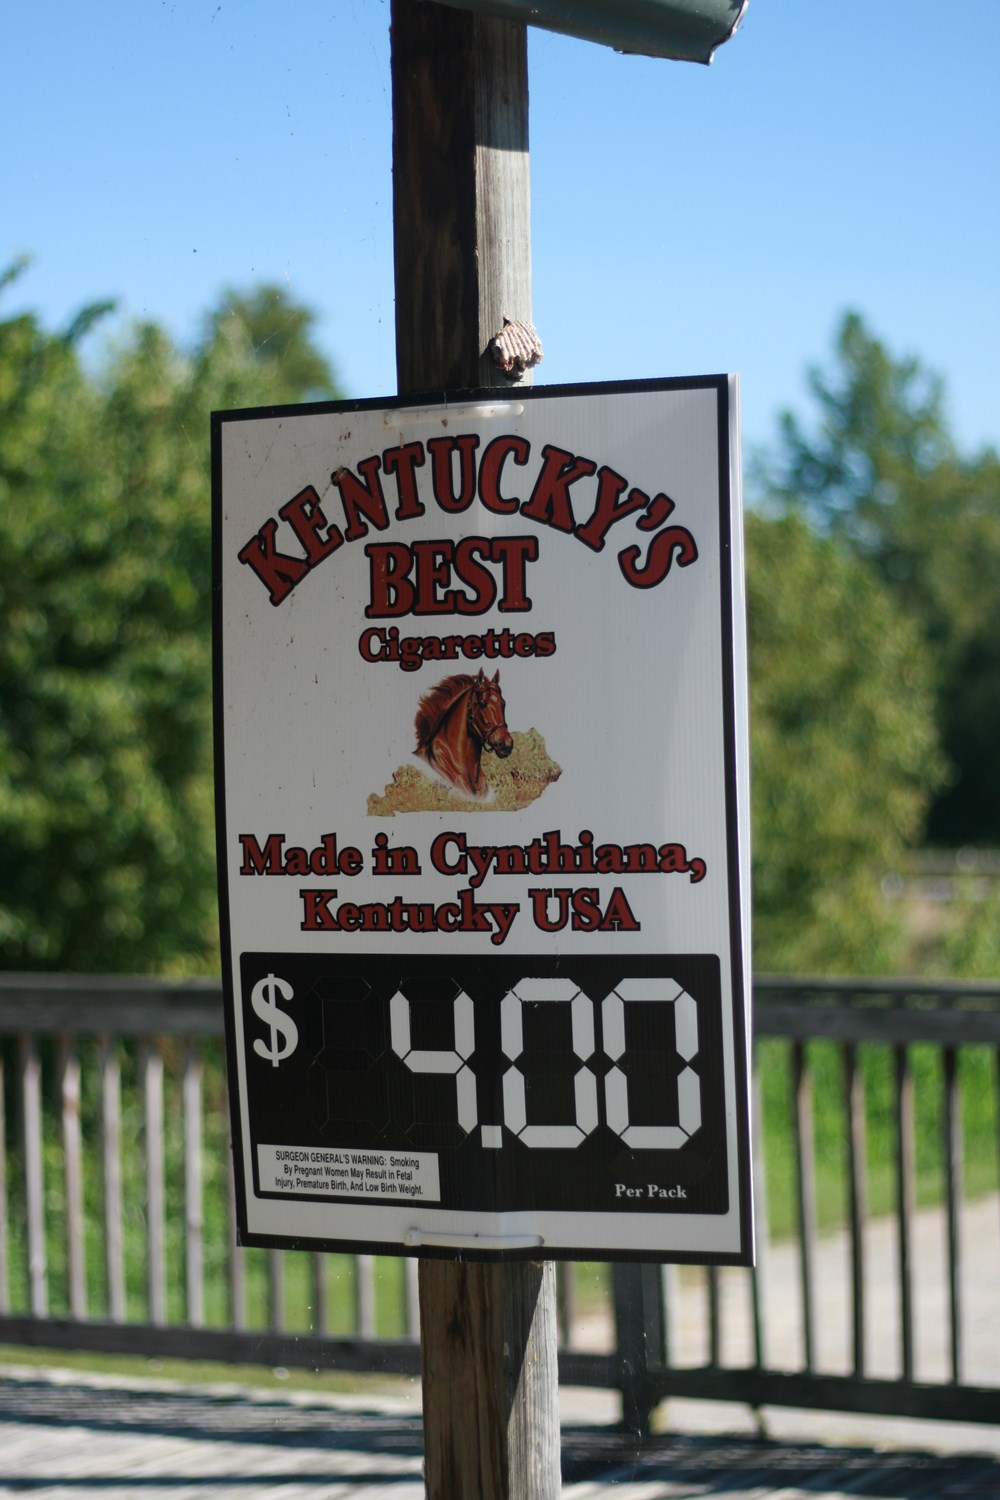 KENTUCKY'S
BEST
Cigarettes
Made in Cynthiana,
Kentucky USA
$ 4.00
SURGEON GENERAL'S WARNING: Smoking
By Pregnant Women May Result in Fetal
Injury, Premature Birth, And Low Birth Weight.
Per Pack